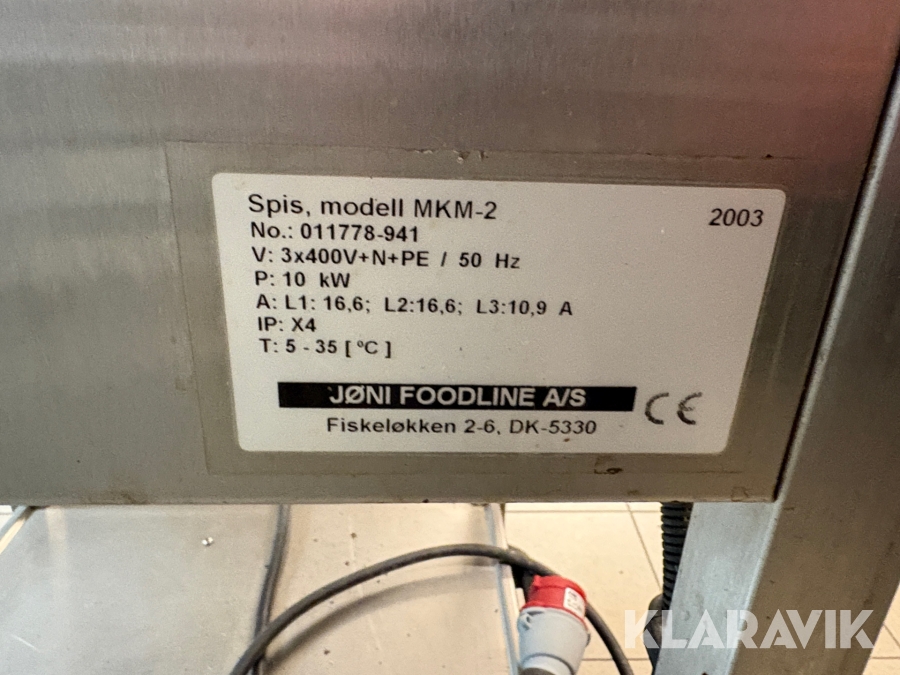 Spis, modell MKM-2
2003
No.: 011778-941
V: 3x400V+N+PE / 50 Hz
P: 10 kW
A: L1: 16,6; L2:16,6; L3:10,9 A
IP: X4
T: 5 - 35 [ ºC ]
JØNI FOODLINE A/S
CE
Fiskeløkken 2-6, DK-5330
KLARAVIK